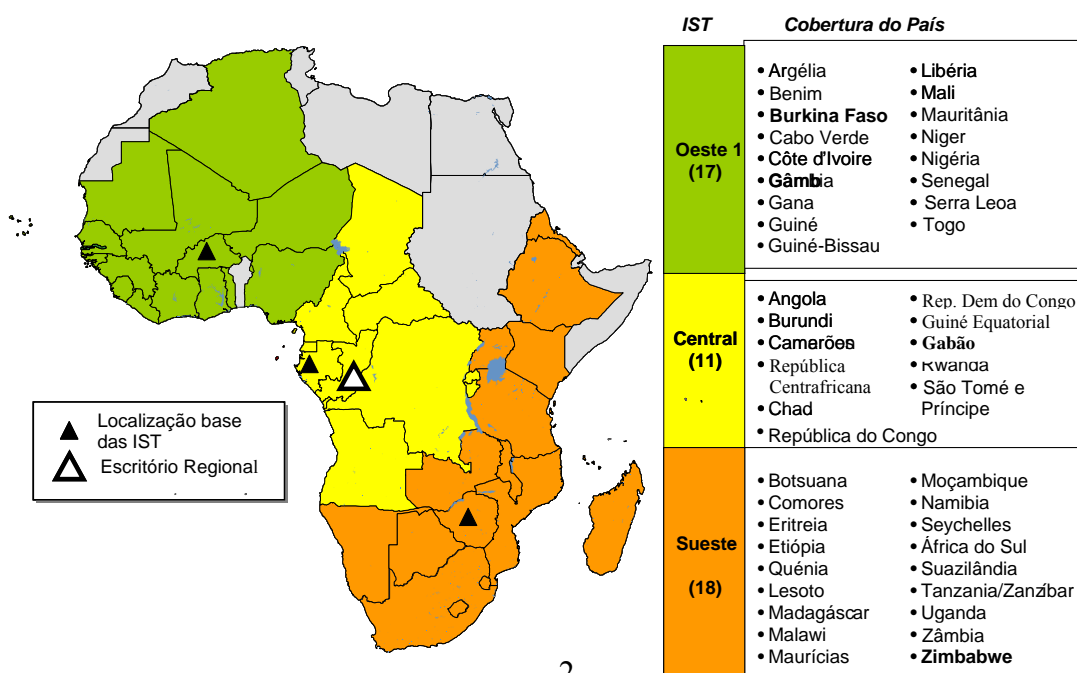 IST
Cobertura do País
Oeste 1
(17)
• Argélia
• Benim
• Burkina Faso
• Cabo Verde
• Côte d'Ivoire
• Gâmbia
• Gana
• Guiné
• Guiné-Bissau
• Libéria
• Mali
• Mauritânia
• Niger
• Nigéria
• Senegal
• Serra Leoa
• Togo
Central
(11)
• Angola
• Burundi
• Camarões
• República
Centrafricana
• Chad
• República do Congo
• Rep. Dem do Congo
• Guiné Equatorial
• Gabão
• Rwanda
• São Tomé e
Príncipe
Sueste
(18)
• Botsuana
• Comores
• Eritreia
• Etiópia
• Quénia
• Lesoto
• Madagáscar
• Malawi
• Maurícias
• Moçambique
• Namibia
• Seychelles
• África do Sul
• Suazilândia
• Tanzania/Zanzíbar
• Uganda
• Zâmbia
• Zimbabwe
Localização base
das IST
Escritório Regional
2